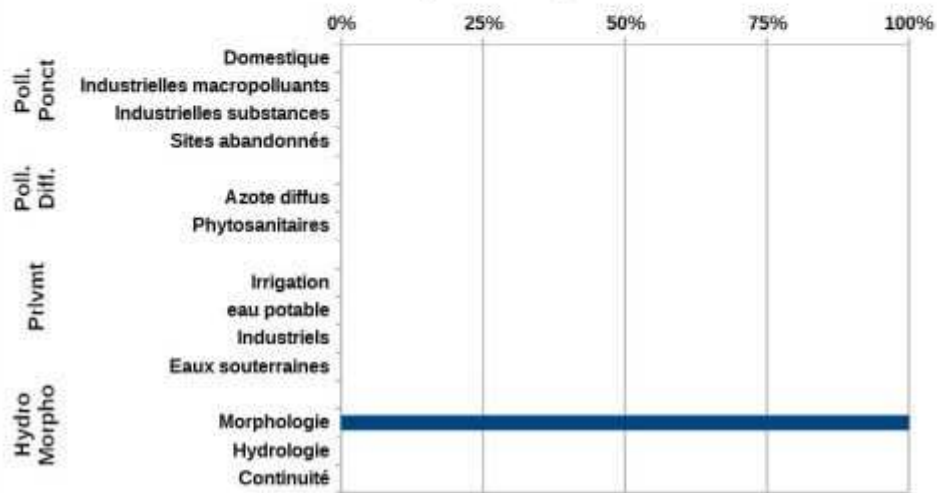 0% 25% 50% 75% 100%
Poll.
Ponct
Domestique
Industrielles macropolluants
Industrielles substances
Sites abandonnés
Poll.
Diff.
Azote diffus
Phytosanitaires
Prlvmt
Irrigation
eau potable
Industriels
Eaux souterraines
Hydro
Morpho
Morphologie
Hydrologie
Continuité